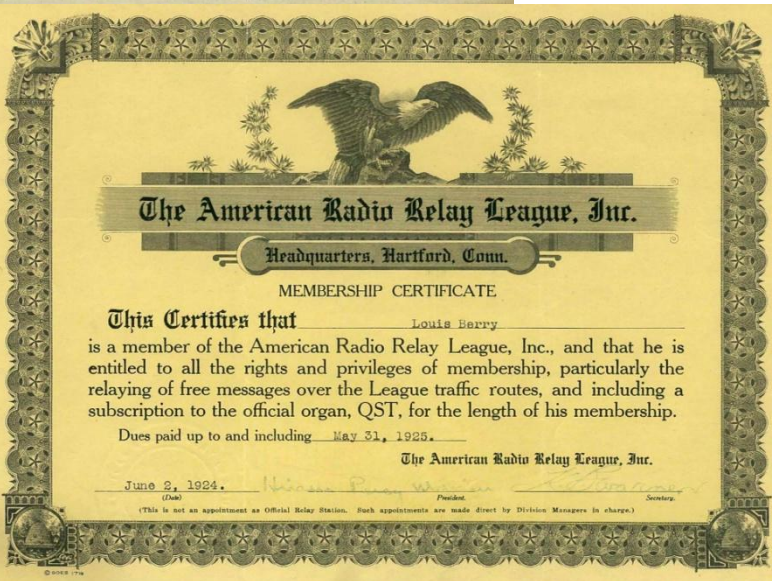 The American Radio Relay League, Inc.
Headquarters, Hartford, Conn.
MEMBERSHIP CERTIFICATE
This Certifies that Louis Berry
is a member of the American Radio Relay League, Inc., and that he is
entitled to all the rights and privileges of membership, particularly the
relaying of free messages over the League traffic routes, and including a
subscription to the official organ, QST, for the length of his membership.
Dues paid up to and including May 31, 1925.
The American Radio Relay League, Inc.
June 2, 1924. Hiram Percy Maxim
(Date) President. Secretary.
(This is not an appointment as Official Relay Station. Such appointments are made direct by Division Managers in charge.)
© GOES